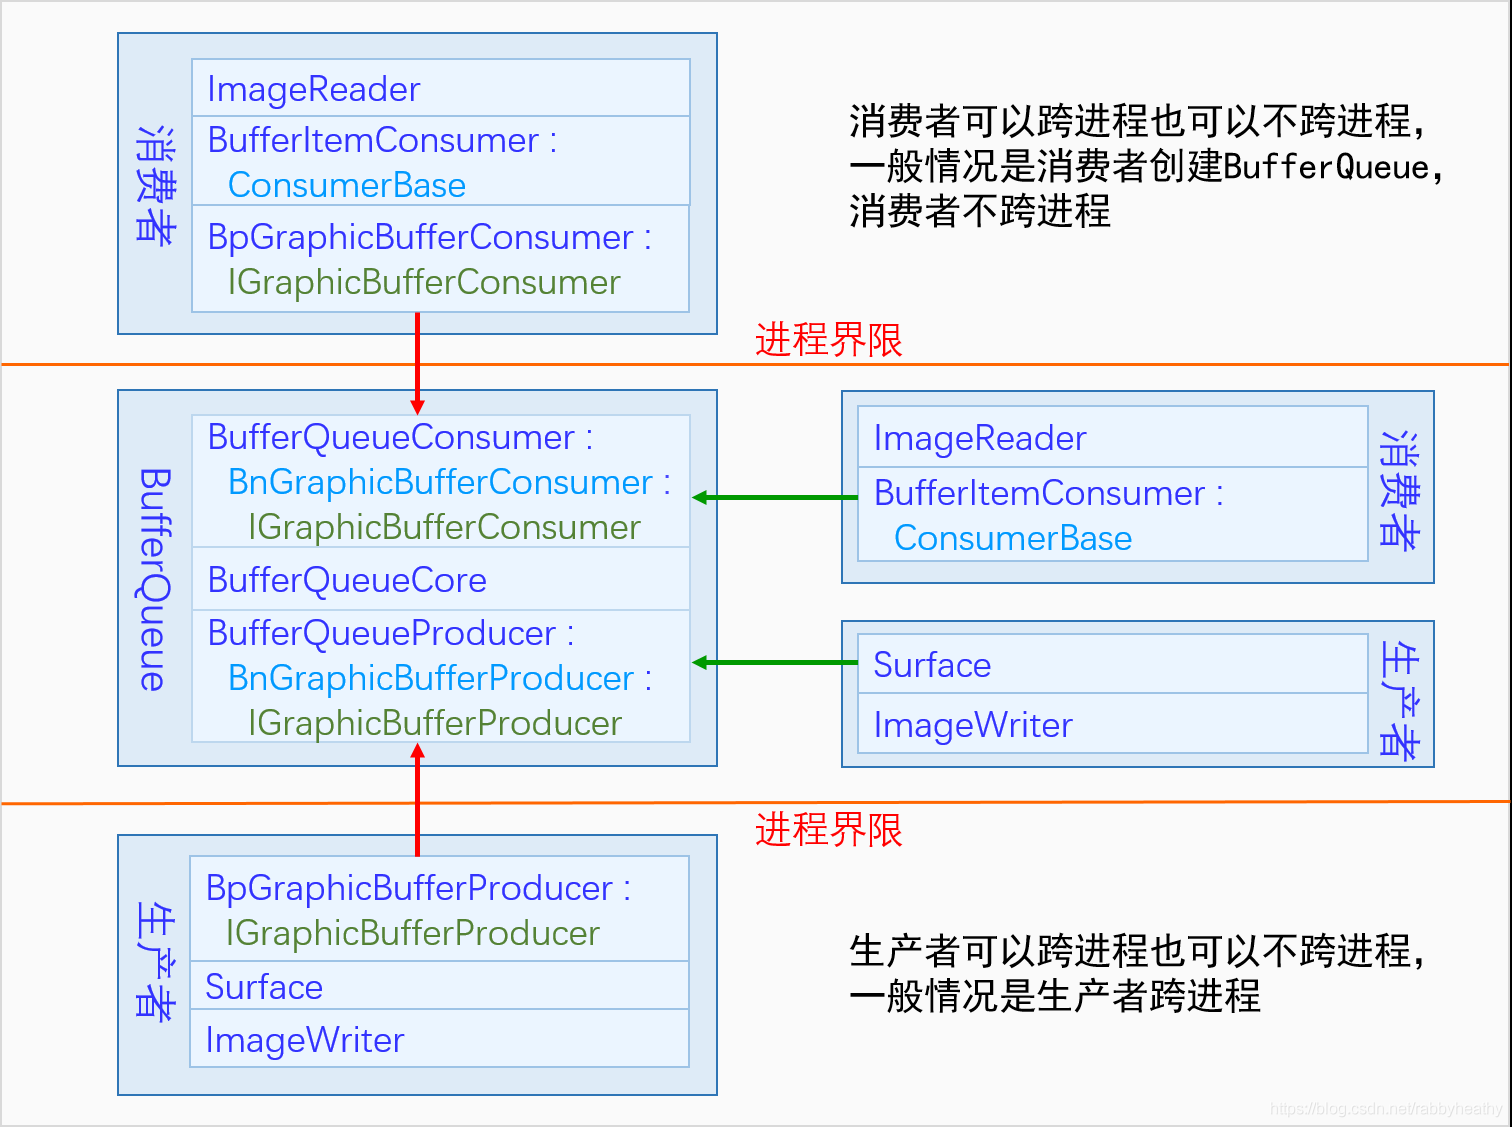 消费者
ImageReader
BufferItemConsumer :
ConsumerBase
BpGraphicBufferConsumer :
IGraphicBufferConsumer
消费者可以跨进程也可以不跨进程,
一般情况是消费者创建BufferQueue,
消费者不跨进程
进程界限
BufferQueue
BufferQueueConsumer :
BnGraphicBufferConsumer :
IGraphicBufferConsumer
BufferQueueCore
BufferQueueProducer :
BnGraphicBufferProducer :
IGraphicBufferProducer
ImageReader
BufferItemConsumer :
ConsumerBase
消费者
Surface
ImageWriter
生产者
进程界限
生产者
BpGraphicBufferProducer :
IGraphicBufferProducer
Surface
ImageWriter
生产者可以跨进程也可以不跨进程,
一般情况是生产者跨进程
https://blog.csdn.net/rabbyheathy